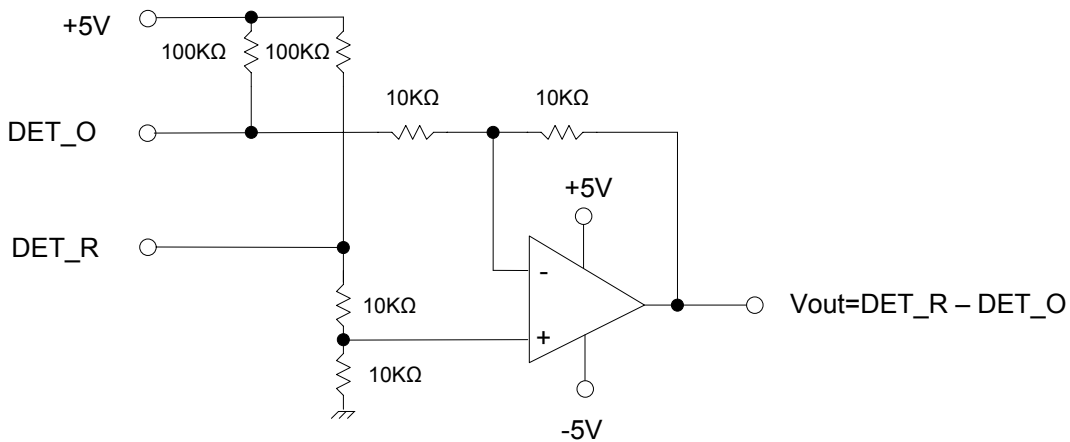 +5V
100KΩ
100KΩ
10KΩ
10KΩ
DET_O
+5V
DET_R
-
10KΩ
Vout=DET_R – DET_O
+
10KΩ
-5V